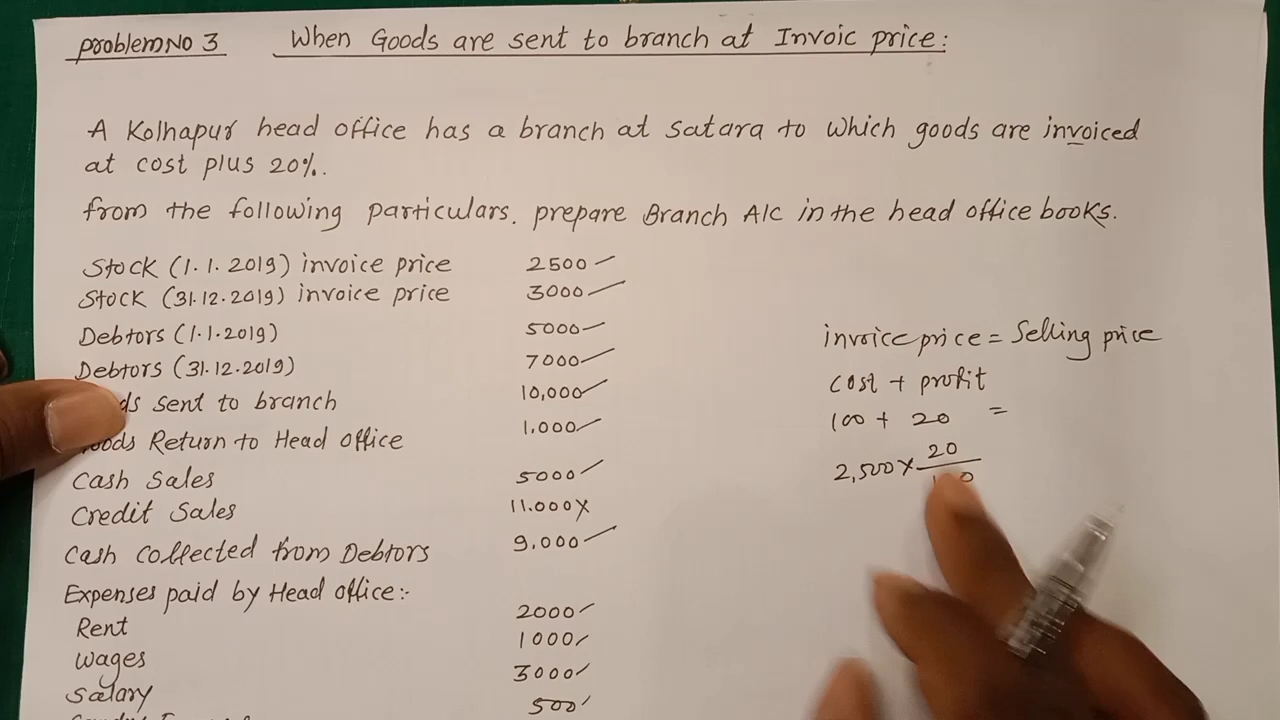 problem No 3 When Goods are sent to branch at Invoic price:
A Kolhapur head office has a branch at Satara to which goods are invoiced
at cost plus 20%.
from the following particulars. prepare Branch A/C in the head office books.
Stock (1.1.2019) invoice price 2500
Stock (31.12.2019) invoice price 3000
Debtors (1.1.2019) 5000
Debtors (31.12.2019) 7000
sent to branch 10,000
Return to Head office 1,000
Cash Sales 5000
Credit Sales 11.000 X
Cash collected from Debtors 9,000
Expenses paid by Head office:-
Rent 2000
Wages 1000
Salary 3000
500
invoice price = Selling price
Cost + profit
100 + 20 =
2,500 X 20